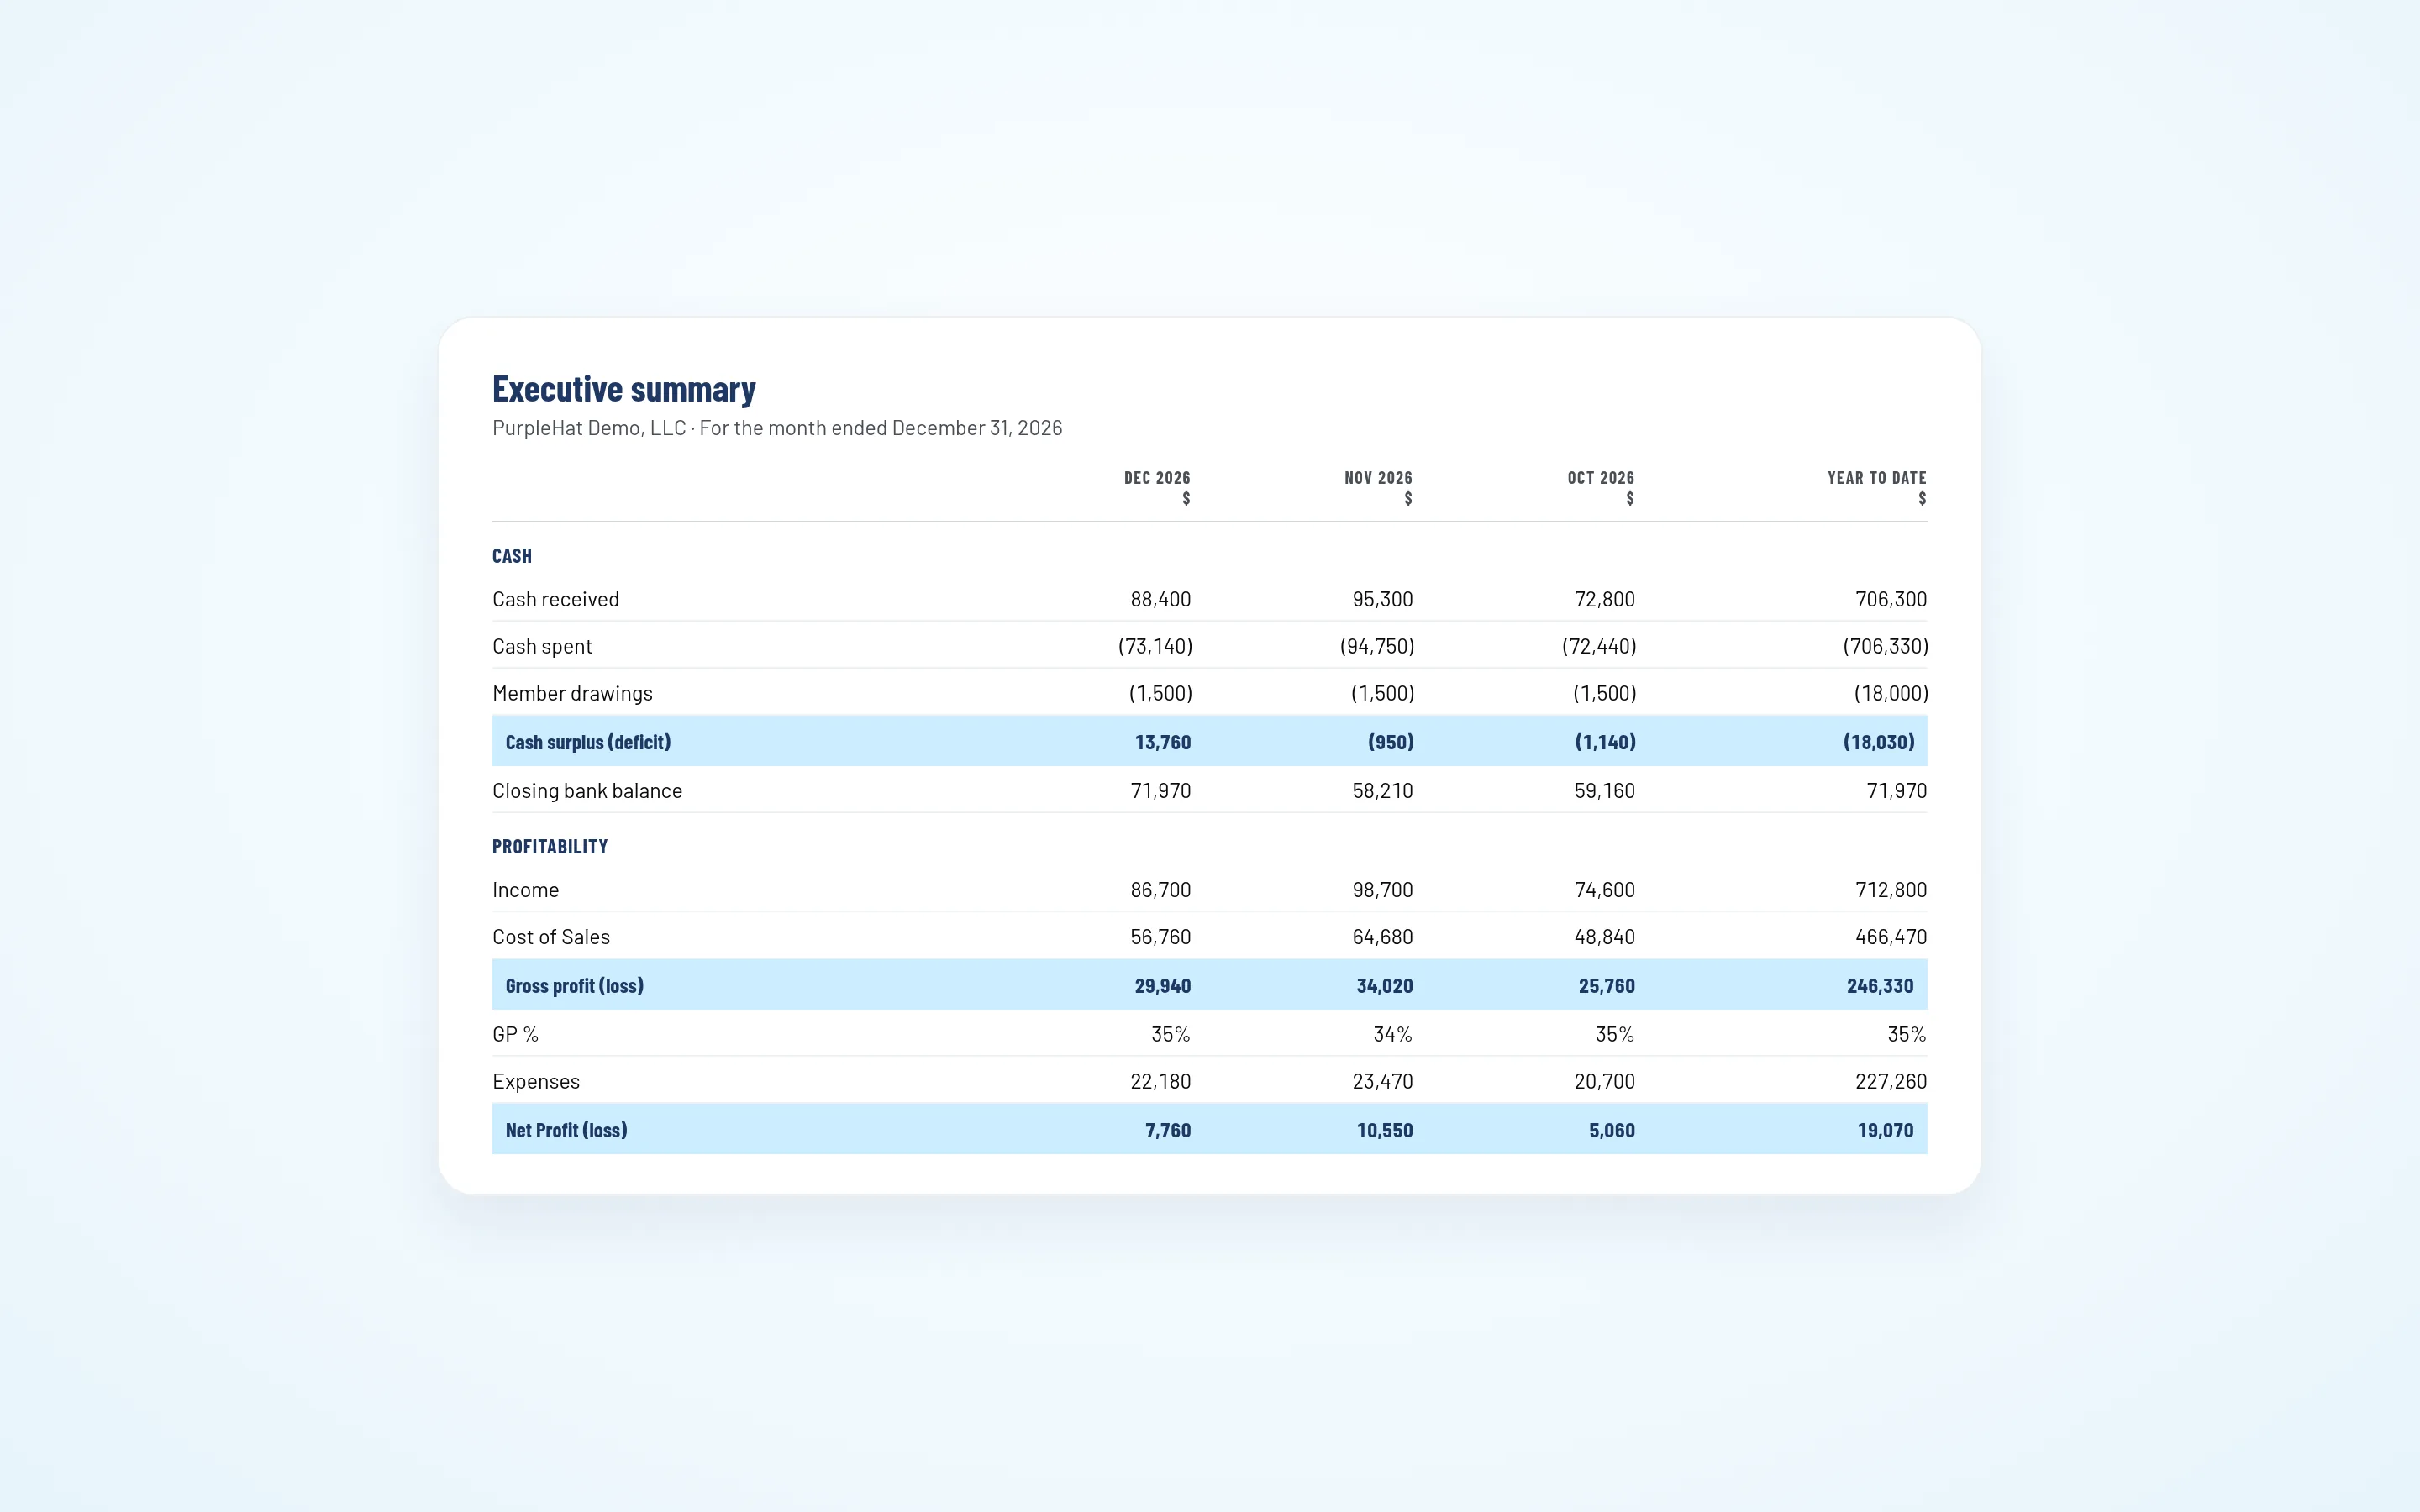 Executive summary
PurpleHat Demo, LLC · For the month ended December 31, 2026
DEC 2026 NOV 2026 OCT 2026 YEAR TO DATE
$ $ $ $
CASH
Cash received 88,400 95,300 72,800 706,300
Cash spent (73,140) (94,750) (72,440) (706,330)
Member drawings (1,500) (1,500) (1,500) (18,000)
Cash surplus (deficit) 13,760 (950) (1,140) (18,030)
Closing bank balance 71,970 58,210 59,160 71,970
PROFITABILITY
Income 86,700 98,700 74,600 712,800
Cost of Sales 56,760 64,680 48,840 466,470
Gross profit (loss) 29,940 34,020 25,760 246,330
GP % 35% 34% 35% 35%
Expenses 22,180 23,470 20,700 227,260
Net Profit (loss) 7,760 10,550 5,060 19,070